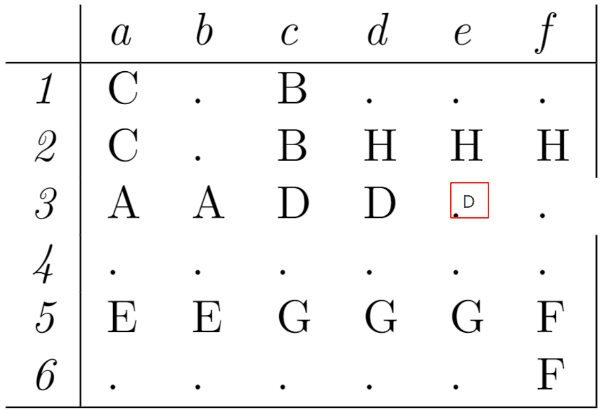 a b c d e f
1 C . B . . .
2 C . B H H H
3 A A D D . D .
4 . . . . . .
5 E E G G G F
6 . . . . . F